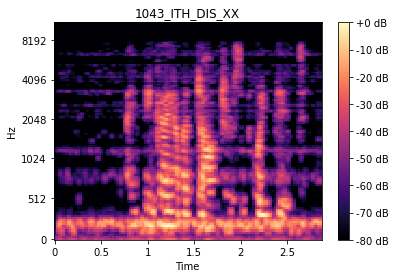 1043_ITH_DIS_XX
+0 dB
8192
-10 dB
4096
-20 dB
-30 dB
2048
Hz
-40 dB
1024
-50 dB
512
-60 dB
-70 dB
0
-80 dB
0 0.5 1 1.5 2 2.5
Time